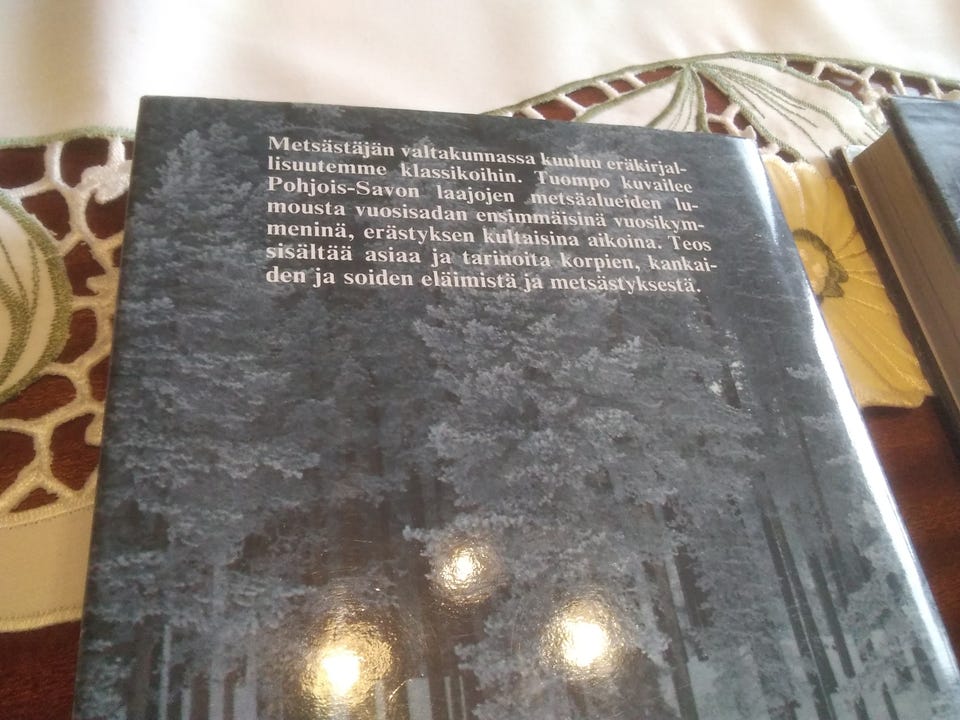 Metsästäjän valtakunnassa kuuluu eräkirjal-
lisuutemme klassikoihin. Tuompo kuvailee
Pohjois-Savon laajojen metsäalueiden lu-
mousta vuosisadan ensimmäisinä vuosikym-
meninä, erästyksen kultaisina aikoina. Teos
sisältää asiaa ja tarinoita korpien, kankai-
den ja soiden eläimistä ja metsästyksestä.